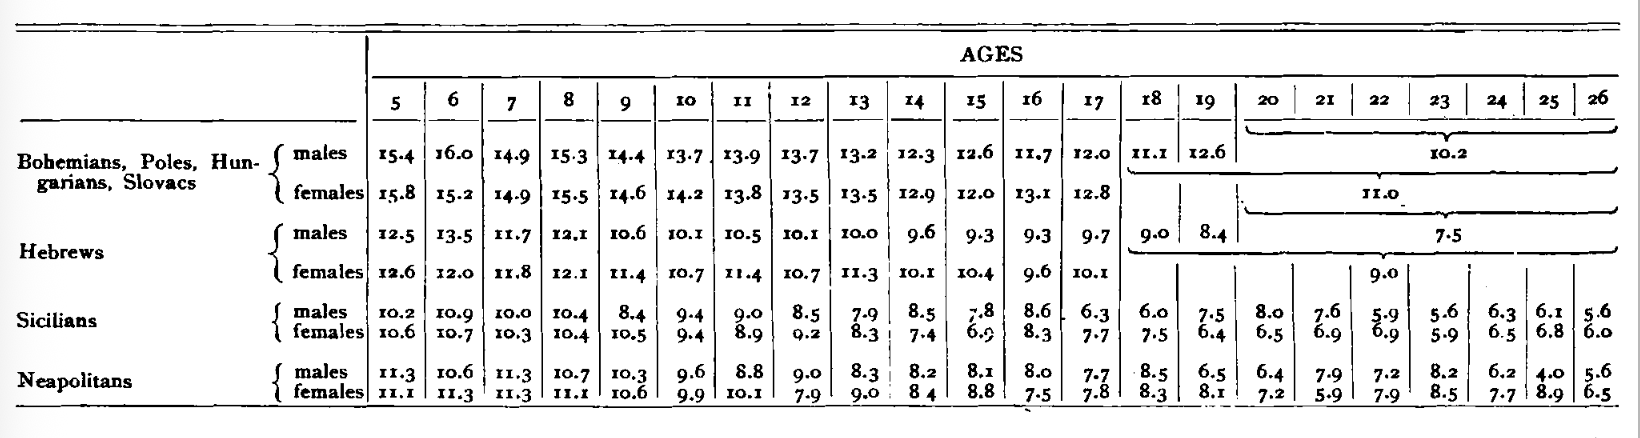 AGES
5 6 7 8 9 10 11 12 13 14 15 16 17 18 19 20 21 22 23 24 25 26
Bohemians, Poles, Hun-
garians, Slovacs
males 15.4 16.0 14.9 15.3 14.4 13.7 13.9 13.7 13.2 12.3 12.6 11.7 12.0 11.1 12.6 10.2
females 15.8 15.2 14.9 15.5 14.6 14.2 13.8 13.5 13.5 12.9 12.0 13.1 12.8 11.0
Hebrews
males 12.5 13.5 11.7 12.1 10.6 10.1 10.5 10.1 10.0 9.6 9.3 9.3 9.7 9.0 8.4 7.5
females 12.6 12.0 11.8 12.1 11.4 10.7 11.4 10.7 11.3 10.1 10.4 9.6 10.1 9.0
Sicilians
males 10.2 10.9 10.0 10.4 8.4 9.4 9.0 8.5 7.9 8.5 7.8 8.6 6.3 6.0 7.5 8.0 7.6 5.9 5.6 6.3 6.1 5.6
females 10.6 10.7 10.3 10.4 10.5 9.4 8.9 9.2 8.3 7.4 6.9 8.3 7.7 7.5 6.4 6.5 6.9 6.9 5.9 6.5 6.8 6.0
Neapolitans
males 11.3 10.6 11.3 10.7 10.3 9.6 8.8 9.0 8.3 8.2 8.1 8.0 7.7 8.5 6.5 6.4 7.9 7.2 8.2 6.2 4.0 5.6
females 11.1 11.3 11.3 11.1 10.6 9.9 10.1 7.9 9.0 8 4 8.8 7.5 7.8 8.3 8.1 7.2 5.9 7.9 8.5 7.7 8.9 6.5